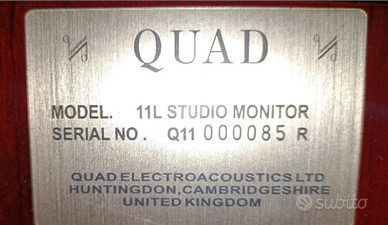 QUAD
MODEL. 11L STUDIO MONITOR
SERIAL NO. Q11 000085 R
QUAD ELECTROACOUSTICS LTD
HUNTINGDON, CAMBRIDGESHIRE
UNITED KINGDOM
subito